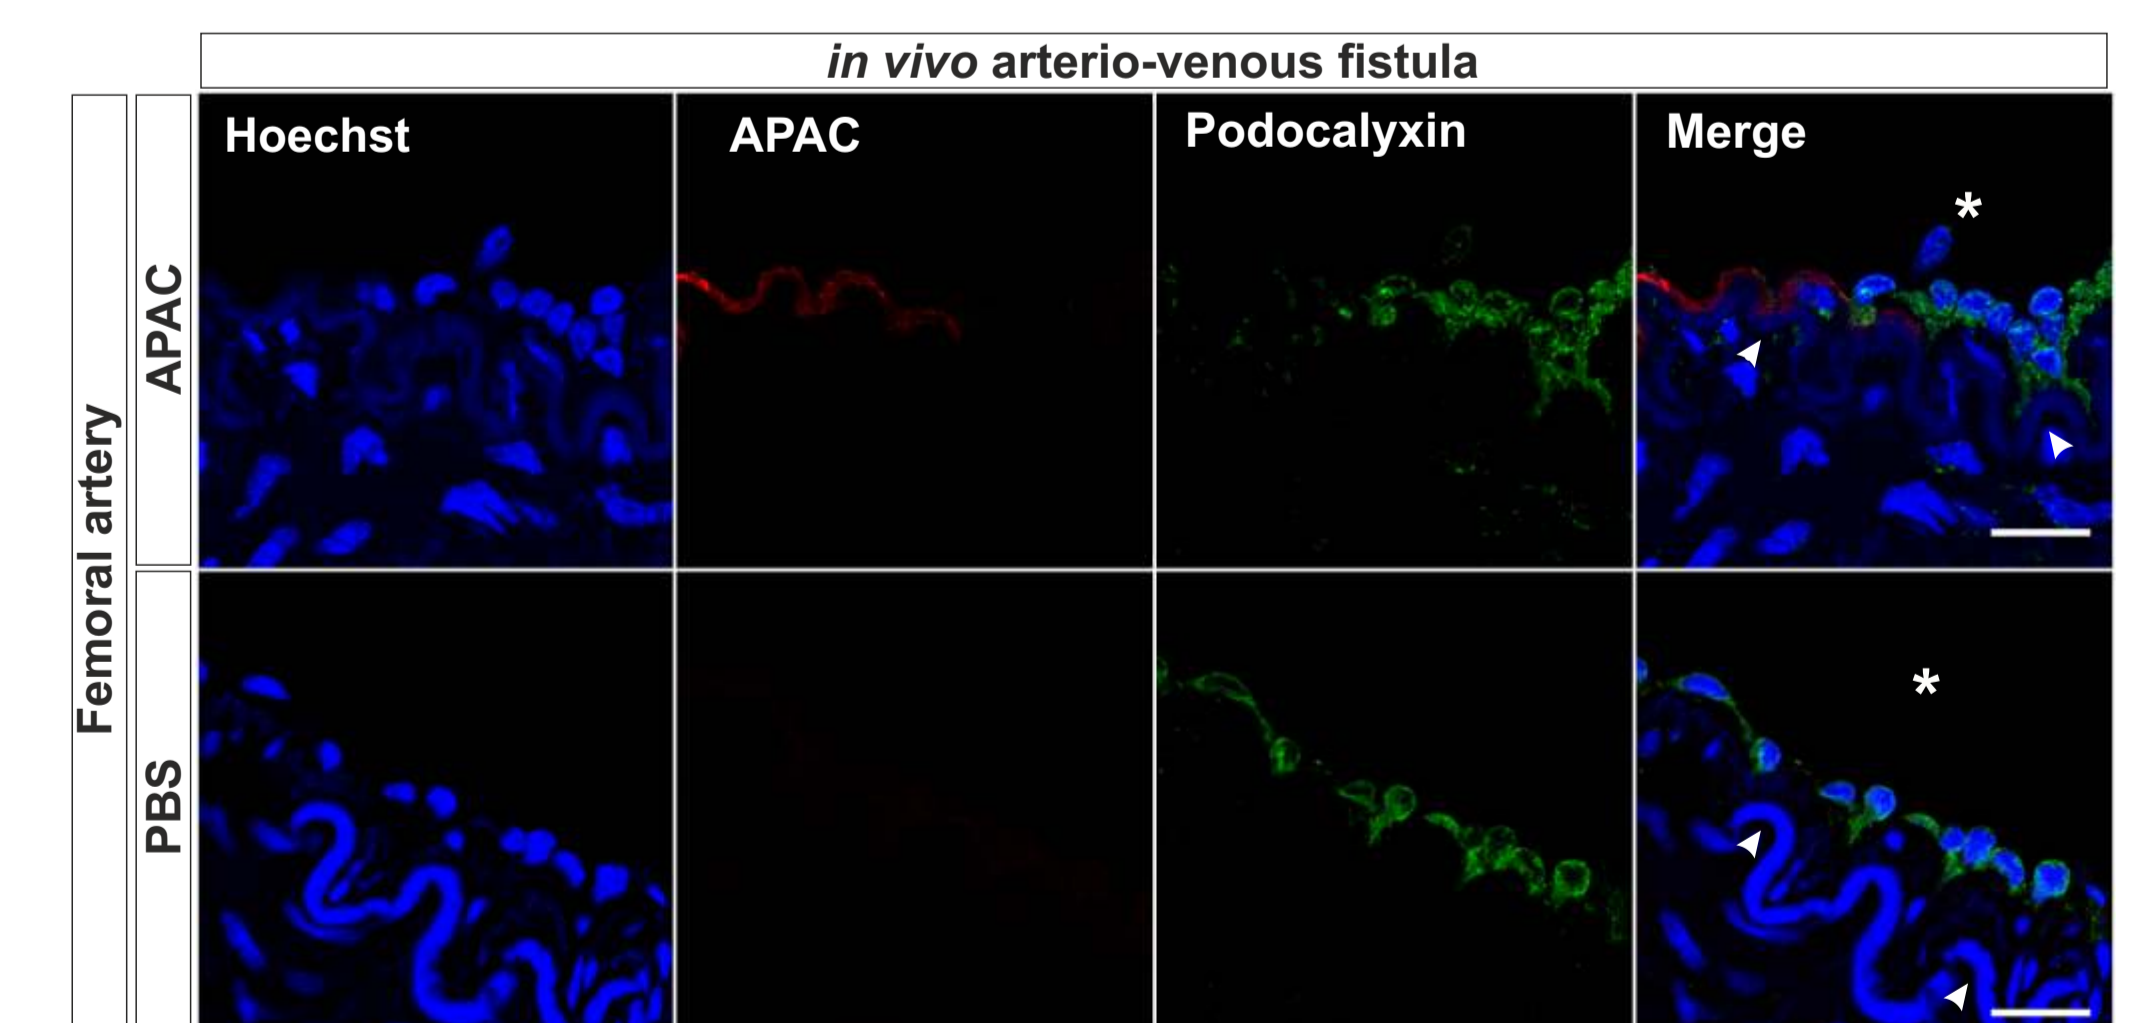 in vivo arterio-venous fistula
Femoral artery
APAC
Hoechst
APAC
Podocalyxin
Merge
*
PBS
*